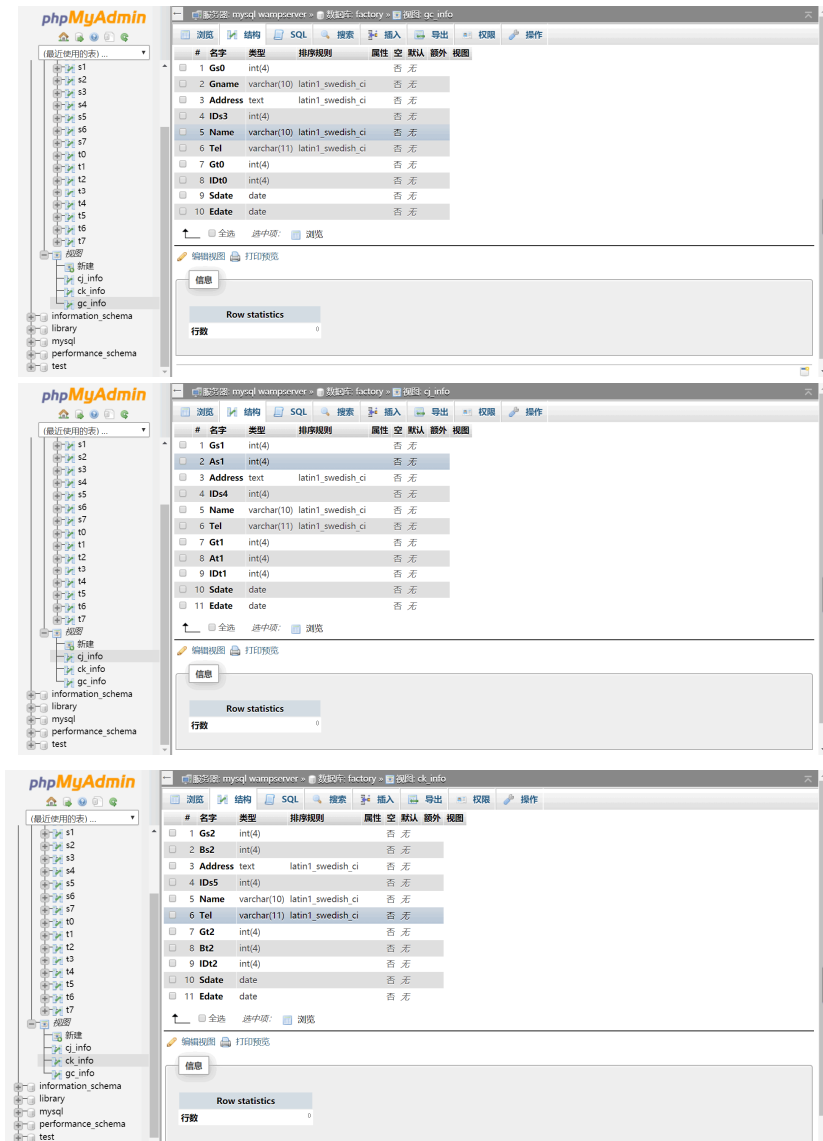 phpMyAdmin
(最近使用的表) ...
s1
s2
s3
s4
s5
s6
s7
t0
t1
t2
t3
t4
t5
t6
t7
视图
新建
cj_info
ck_info
gc_info
information_schema
library
mysql
performance_schema
test
服务器: mysql wampserver » 数据库: factory » 视图: gc_info
浏览 结构 SQL 搜索 插入 导出 权限 操作
# 名字 类型 排序规则 属性 空 默认 额外 视图
1 Gs0 int(4) 否 无
2 Gname varchar(10) latin1_swedish_ci 否 无
3 Address text latin1_swedish_ci 否 无
4 IDs3 int(4) 否 无
5 Name varchar(10) latin1_swedish_ci 否 无
6 Tel varchar(11) latin1_swedish_ci 否 无
7 Gt0 int(4) 否 无
8 IDt0 int(4) 否 无
9 Sdate date 否 无
10 Edate date 否 无
全选 选中项: 浏览
编辑视图 打印预览
信息
Row statistics
行数 0
phpMyAdmin
(最近使用的表) ...
s1
s2
s3
s4
s5
s6
s7
t0
t1
t2
t3
t4
t5
t6
t7
视图
新建
cj_info
ck_info
gc_info
information_schema
library
mysql
performance_schema
test
服务器: mysql wampserver » 数据库: factory » 视图: cj_info
浏览 结构 SQL 搜索 插入 导出 权限 操作
# 名字 类型 排序规则 属性 空 默认 额外 视图
1 Gs1 int(4) 否 无
2 As1 int(4) 否 无
3 Address text latin1_swedish_ci 否 无
4 IDs4 int(4) 否 无
5 Name varchar(10) latin1_swedish_ci 否 无
6 Tel varchar(11) latin1_swedish_ci 否 无
7 Gt1 int(4) 否 无
8 At1 int(4) 否 无
9 IDt1 int(4) 否 无
10 Sdate date 否 无
11 Edate date 否 无
全选 选中项: 浏览
编辑视图 打印预览
信息
Row statistics
行数 0
phpMyAdmin
(最近使用的表) ...
s1
s2
s3
s4
s5
s6
s7
t0
t1
t2
t3
t4
t5
t6
t7
视图
新建
cj_info
ck_info
gc_info
information_schema
library
mysql
performance_schema
test
服务器: mysql wampserver » 数据库: factory » 视图: ck_info
浏览 结构 SQL 搜索 插入 导出 权限 操作
# 名字 类型 排序规则 属性 空 默认 额外 视图
1 Gs2 int(4) 否 无
2 Bs2 int(4) 否 无
3 Address text latin1_swedish_ci 否 无
4 IDs5 int(4) 否 无
5 Name varchar(10) latin1_swedish_ci 否 无
6 Tel varchar(11) latin1_swedish_ci 否 无
7 Gt2 int(4) 否 无
8 Bt2 int(4) 否 无
9 IDt2 int(4) 否 无
10 Sdate date 否 无
11 Edate date 否 无
全选 选中项: 浏览
编辑视图 打印预览
信息
Row statistics
行数 0